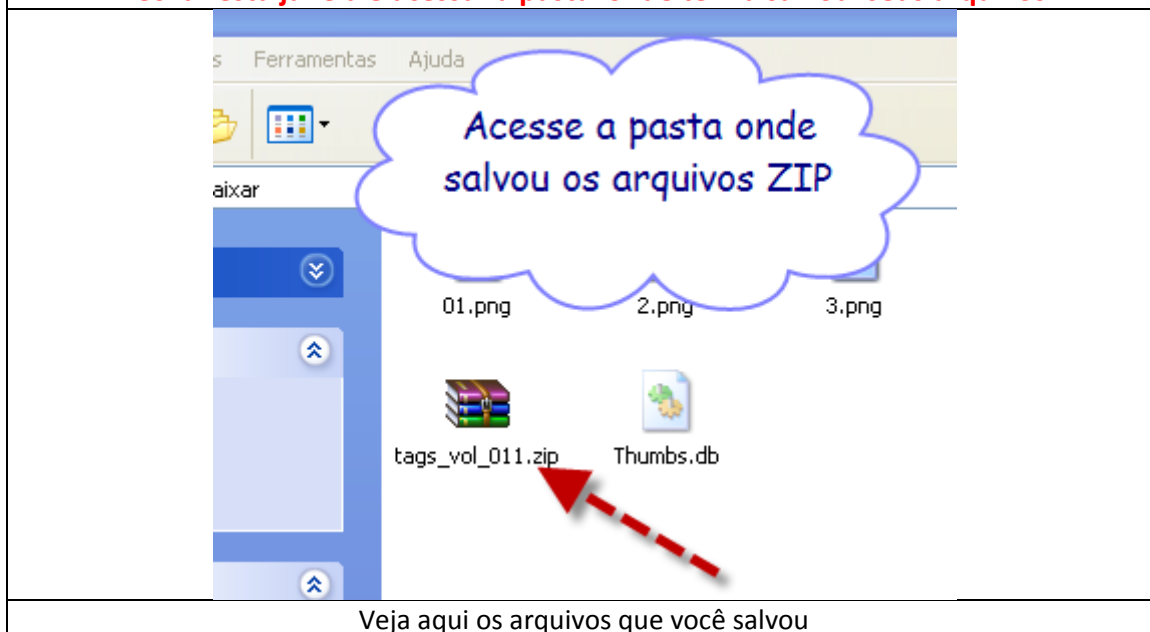 s Ferramentas Ajuda
Acesse a pasta onde
salvou os arquivos ZIP
aixar
01.png 2.png 3.png
tags_vol_011.zip Thumbs.db
Veja aqui os arquivos que você salvou